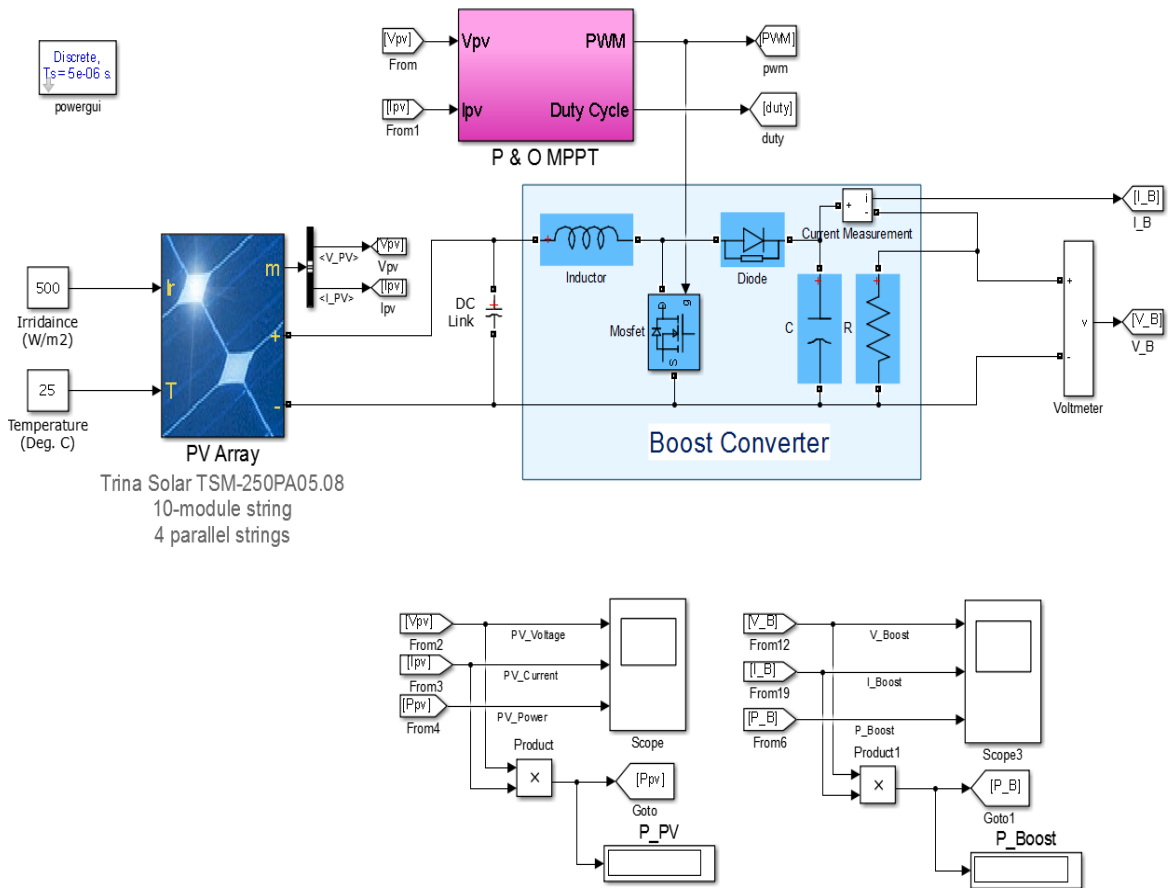 Discrete,
Ts = 5e-06 s.
powergui
[Vpv]
From
[Ipv]
From1
Vpv
Ipv
PWM
Duty Cycle
P & O MPPT
[PWM]
pwm
[duty]
duty
500
Irridaince
(W/m2)
25
Temperature
(Deg. C)
Ir
T
m
+
-
PV Array
Trina Solar TSM-250PA05.08
10-module string
4 parallel strings
<V_PV>
<I_PV>
[Vpv]
Vpv
[Ipv]
Ipv
DC
Link
+
+
Inductor
Mosfet
g
D
S
Diode
+
i
-
Current Measurement
+
C
+
R
Boost Converter
[I_B]
I_B
+
-
v
Voltmeter
[V_B]
V_B
[Vpv]
From2
[Ipv]
From3
[Ppv]
From4
PV_Voltage
PV_Current
PV_Power
Scope
Product
×
[Ppv]
Goto
P_PV
[V_B]
From12
[I_B]
From19
[P_B]
From6
V_Boost
I_Boost
P_Boost
Scope3
Product1
×
[P_B]
Goto1
P_Boost